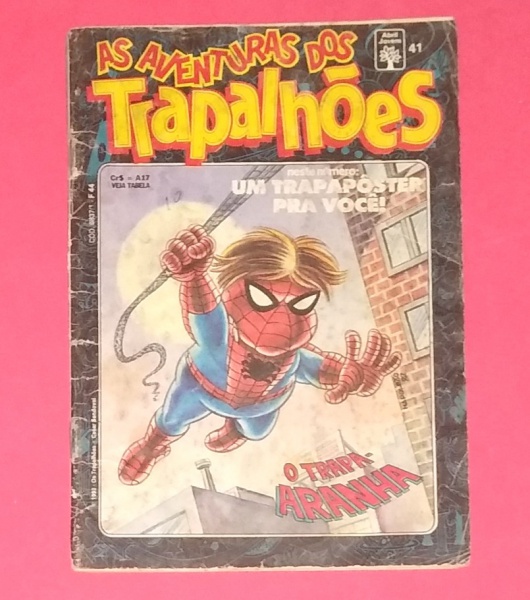 AS AVENTURAS DOS
Trapalhões
Abril
Jovem
41
Cr$ = A17
VEJA TABELA
neste número:
UM TRAPAPÔSTER
PRA VOCÊ!
O TRAPA-
ARANHA